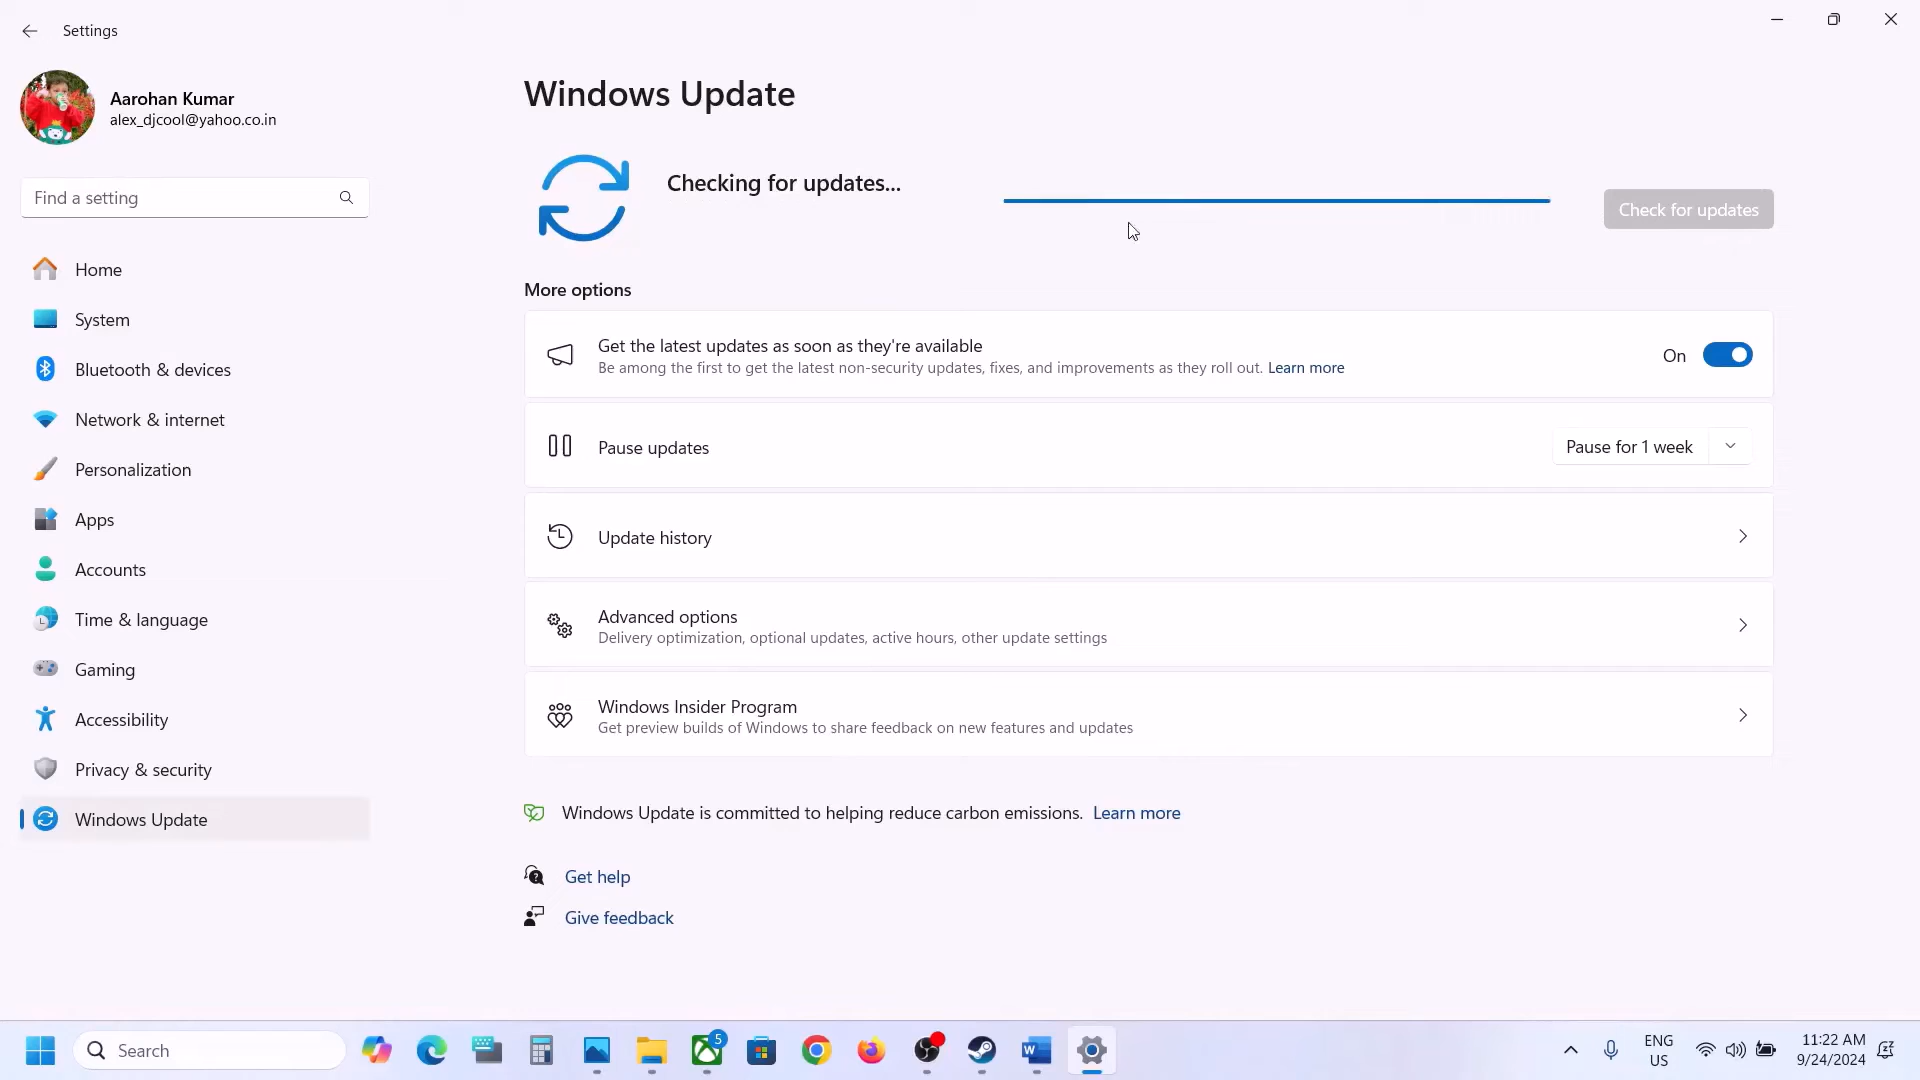 Settings
Aarohan Kumar
alex_djcool@yahoo.co.in
Find a setting
Home
System
Bluetooth & devices
Network & internet
Personalization
Apps
Accounts
Time & language
Gaming
Accessibility
Privacy & security
Windows Update
Windows Update
Checking for updates...
Check for updates
More options
Get the latest updates as soon as they're available
Be among the first to get the latest non-security updates, fixes, and improvements as they roll out. Learn more
On
Pause updates
Pause for 1 week
Update history
Advanced options
Delivery optimization, optional updates, active hours, other update settings
Windows Insider Program
Get preview builds of Windows to share feedback on new features and updates
Windows Update is committed to helping reduce carbon emissions. Learn more
Get help
Give feedback
Search
5
ENG
US
11:22 AM
9/24/2024